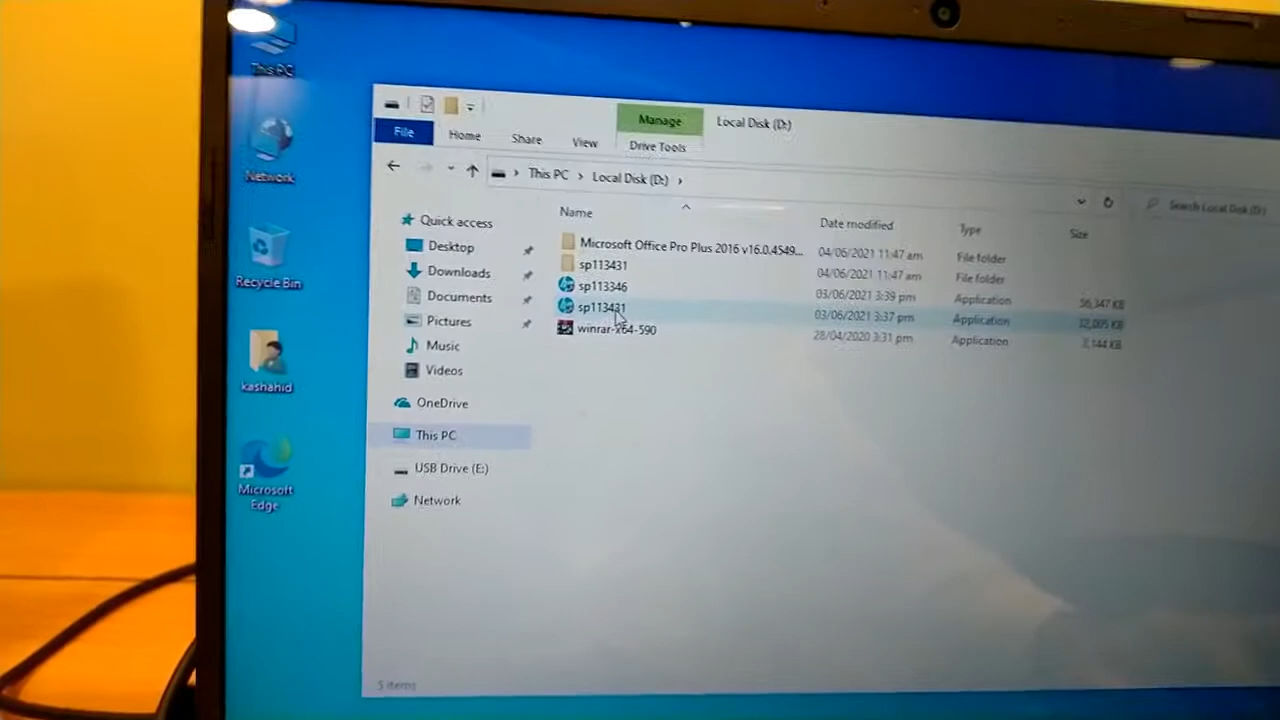 This PC
Network
Recycle Bin
kashahid
Microsoft
Edge
Manage
Local Disk (D:)
File
Home
Share
View
Drive Tools
This PC > Local Disk (D:) >
Search Local Disk (D:)
Quick access
Desktop
Downloads
Documents
Pictures
Music
Videos
OneDrive
This PC
USB Drive (E:)
Network
Name
Date modified
Type
Size
Microsoft Office Pro Plus 2016 v16.0.4549... 04/06/2021 11:47 am File folder
sp113431 04/06/2021 11:47 am File folder
sp113346 03/06/2021 3:39 pm Application 56,347 KB
sp113431 03/06/2021 3:37 pm Application KB
winrar-x64-590 28/04/2020 3:31 pm Application KB
5 items